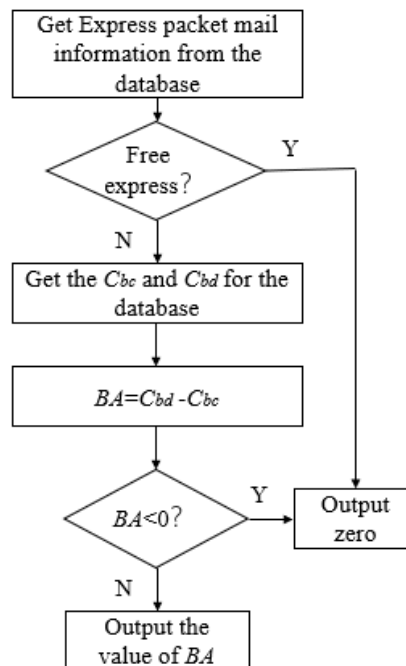 Get Express packet mail
information from the
database
Free
express?
Y
N
Get the Cbc and Cbd for the
database
BA=Cbd -Cbc
BA<0?
Y
Output
zero
N
Output the
value of BA